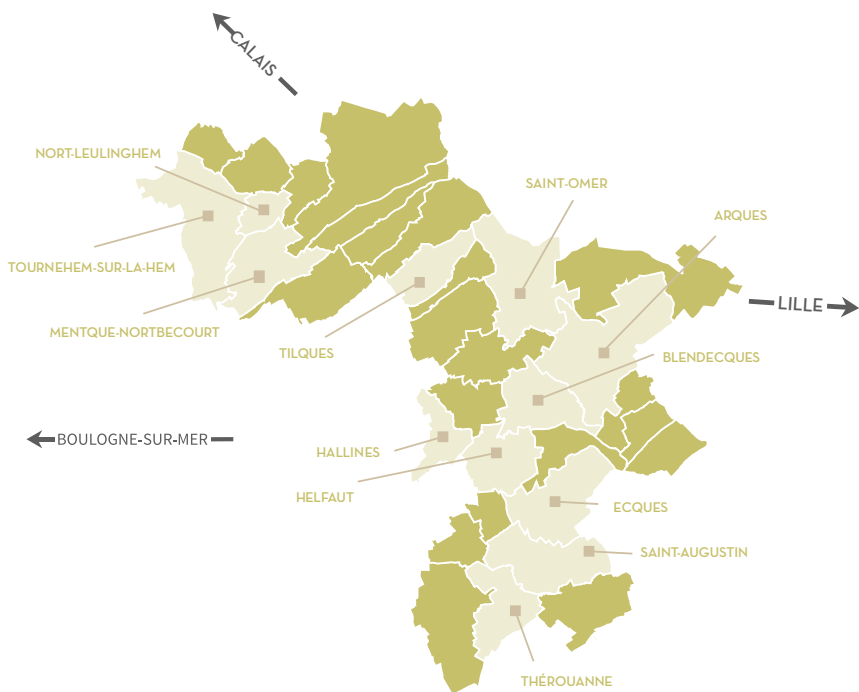 CALAIS
NORT-LEULINGHEM
SAINT-OMER
ARQUES
TOURNEHEM-SUR-LA-HEM
LILLE
MENTQUE-NORTBECOURT
TILQUES
BLENDECQUES
BOULOGNE-SUR-MER
HALLINES
HELFAUT
ECQUES
SAINT-AUGUSTIN
THÉROUANNE